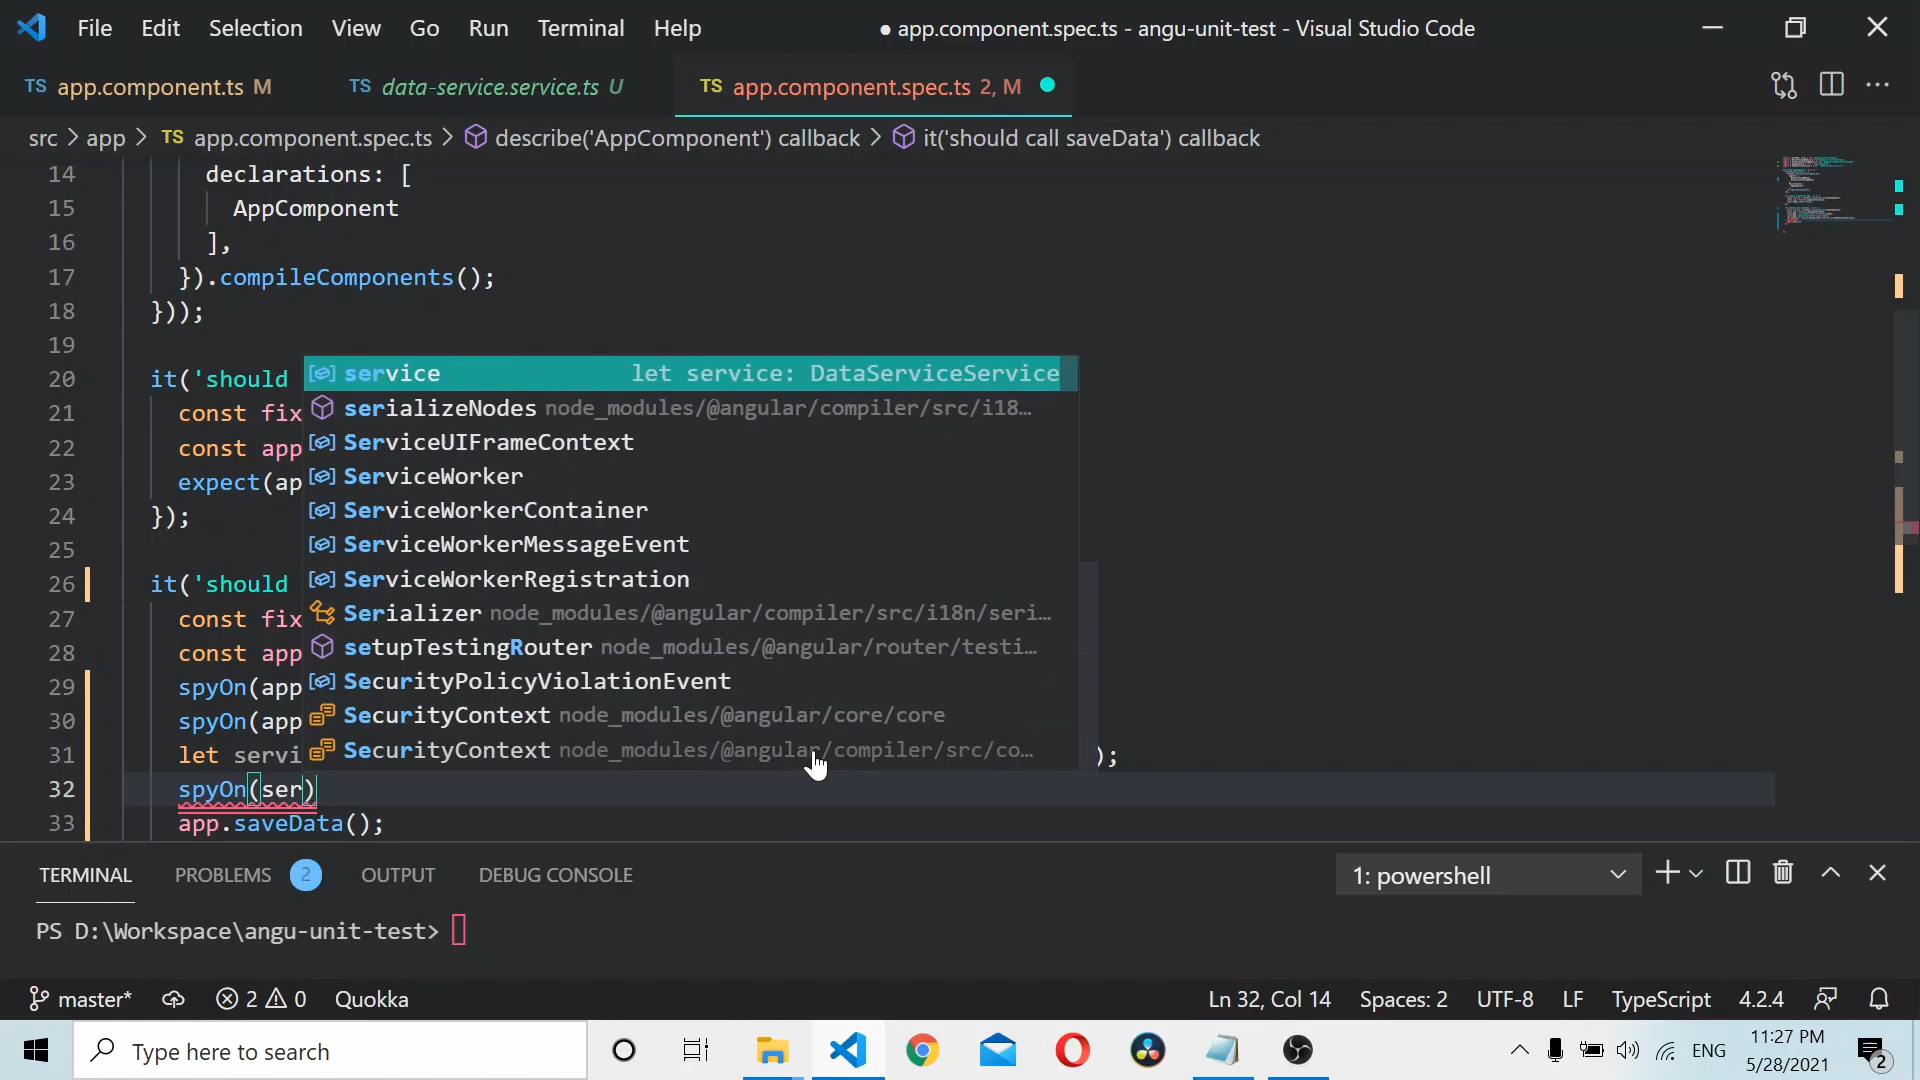 File Edit Selection View Go Run Terminal Help ● app.component.spec.ts - angu-unit-test - Visual Studio Code
TS app.component.ts M TS data-service.service.ts U TS app.component.spec.ts 2, M
src > app > TS app.component.spec.ts > describe('AppComponent') callback > it('should call saveData') callback
14 declarations: [
15 AppComponent
16 ],
17 }).compileComponents();
18 }));
19
20 it('should
21 const fix
22 const app
23 expect(ap
24 });
25
26 it('should
27 const fix
28 const app
29 spyOn(app
30 spyOn(app
31 let servi );
32 spyOn(ser)
33 app.saveData();
service let service: DataServiceService
serializeNodes node_modules/@angular/compiler/src/i18…
ServiceUIFrameContext
ServiceWorker
ServiceWorkerContainer
ServiceWorkerMessageEvent
ServiceWorkerRegistration
Serializer node_modules/@angular/compiler/src/i18n/seri…
setupTestingRouter node_modules/@angular/router/testi…
SecurityPolicyViolationEvent
SecurityContext node_modules/@angular/core/core
SecurityContext node_modules/@angular/compiler/src/co…
TERMINAL PROBLEMS 2 OUTPUT DEBUG CONSOLE 1: powershell
PS D:\Workspace\angu-unit-test>
master* 2 0 Quokka Ln 32, Col 14 Spaces: 2 UTF-8 LF TypeScript 4.2.4
Type here to search ENG 11:27 PM
5/28/2021 2